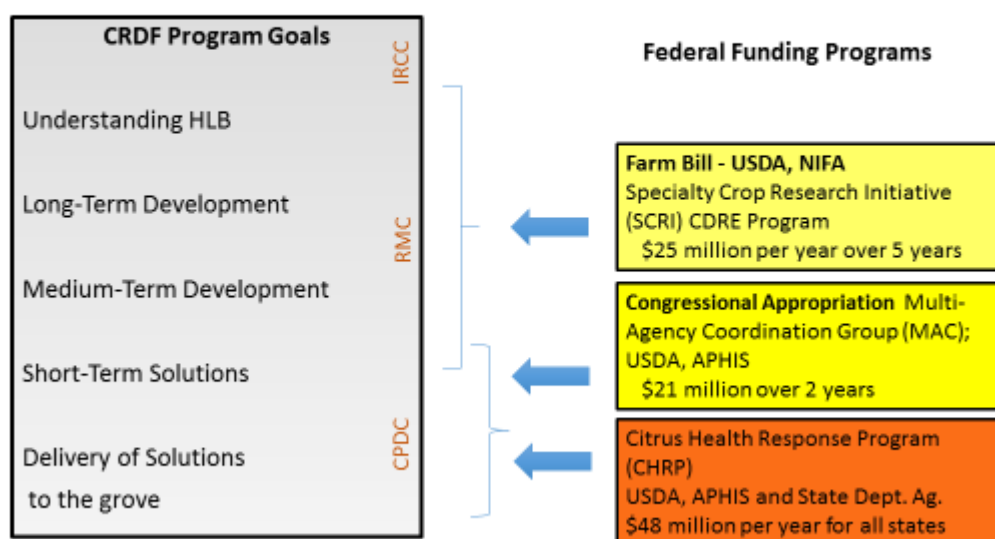 CRDF Program Goals
IRCC
Understanding HLB
Long-Term Development
RMC
Medium-Term Development
Short-Term Solutions
CPDC
Delivery of Solutions
to the grove
Federal Funding Programs
Farm Bill - USDA, NIFA
Specialty Crop Research Initiative
(SCRI) CDRE Program
$25 million per year over 5 years
Congressional Appropriation Multi-
Agency Coordination Group (MAC);
USDA, APHIS
$21 million over 2 years
Citrus Health Response Program
(CHRP)
USDA, APHIS and State Dept. Ag.
$48 million per year for all states